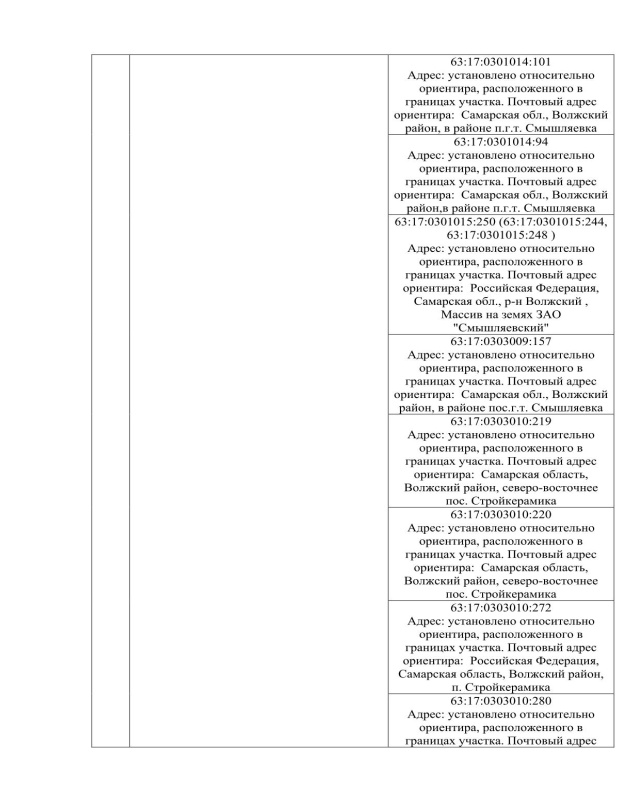 63:17:0301014:101
Адрес: установлено относительно
ориентира, расположенного в
границах участка. Почтовый адрес
ориентира: Самарская обл., Волжский
район, в районе п.г.т. Смышляевка
63:17:0301014:94
Адрес: установлено относительно
ориентира, расположенного в
границах участка. Почтовый адрес
ориентира: Самарская обл., Волжский
район,в районе п.г.т. Смышляевка
63:17:0301015:250 (63:17:0301015:244,
63:17:0301015:248 )
Адрес: установлено относительно
ориентира, расположенного в
границах участка. Почтовый адрес
ориентира: Российская Федерация,
Самарская обл., р-н Волжский ,
Массив на земях ЗАО
"Смышляевский"
63:17:0303009:157
Адрес: установлено относительно
ориентира, расположенного в
границах участка. Почтовый адрес
ориентира: Самарская обл., Волжский
район, в районе пос.г.т. Смышляевка
63:17:0303010:219
Адрес: установлено относительно
ориентира, расположенного в
границах участка. Почтовый адрес
ориентира: Самарская область,
Волжский район, северо-восточнее
пос. Стройкерамика
63:17:0303010:220
Адрес: установлено относительно
ориентира, расположенного в
границах участка. Почтовый адрес
ориентира: Самарская область,
Волжский район, северо-восточнее
пос. Стройкерамика
63:17:0303010:272
Адрес: установлено относительно
ориентира, расположенного в
границах участка. Почтовый адрес
ориентира: Российская Федерация,
Самарская область, Волжский район,
п. Стройкерамика
63:17:0303010:280
Адрес: установлено относительно
ориентира, расположенного в
границах участка. Почтовый адрес